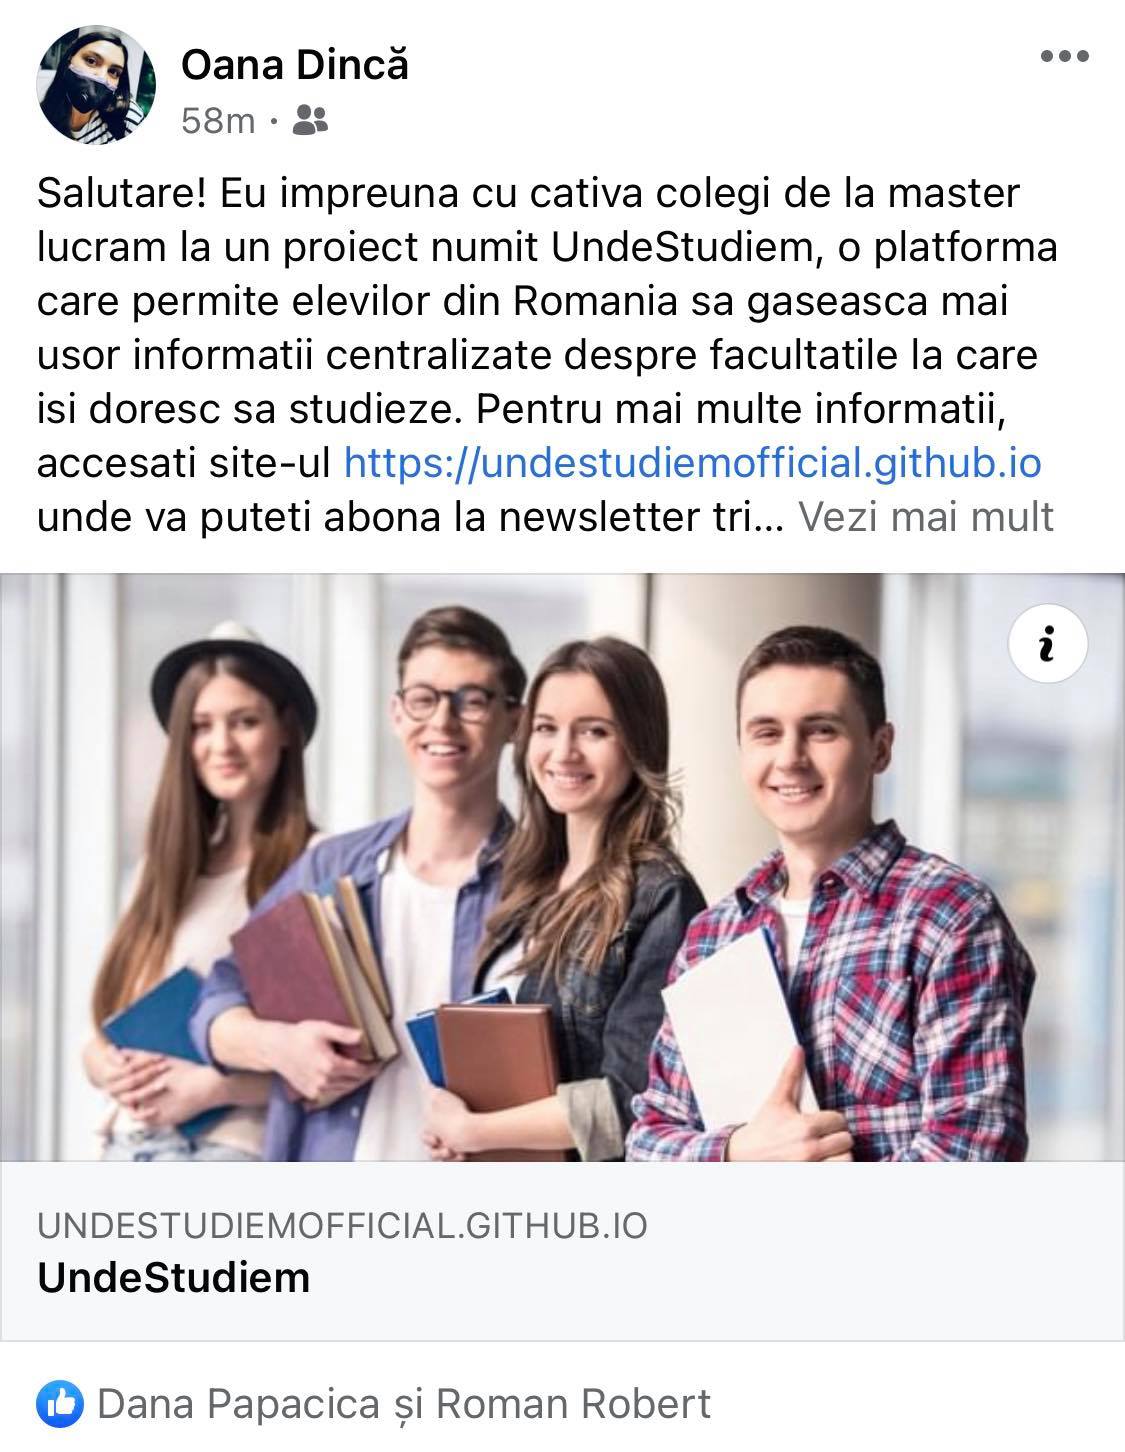 Oana Dincă
58m ·
Salutare! Eu impreuna cu cativa colegi de la master
lucram la un proiect numit UndeStudiem, o platforma
care permite elevilor din Romania sa gaseasca mai
usor informatii centralizate despre facultatile la care
isi doresc sa studieze. Pentru mai multe informatii,
accesati site-ul https://undestudiemofficial.github.io
unde va puteti abona la newsletter tri... Vezi mai mult
i
UNDESTUDIEMOFFICIAL.GITHUB.IO
UndeStudiem
Dana Papacica și Roman Robert